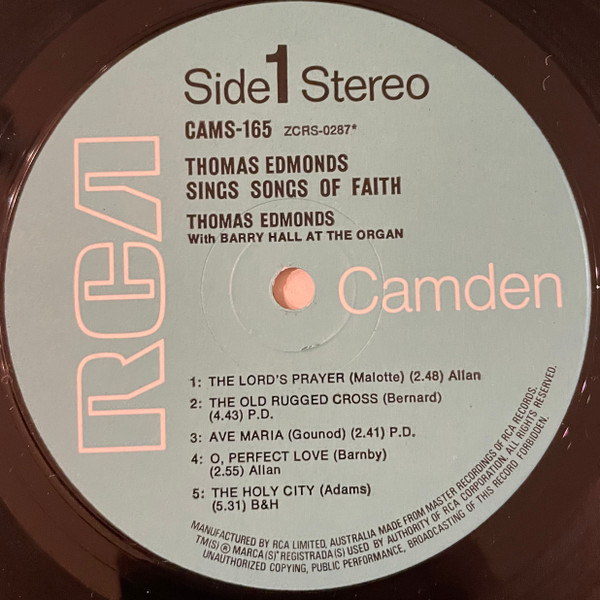 Side 1 Stereo
CAMS-165 ZCRS-0287*
THOMAS EDMONDS
SINGS SONGS OF FAITH
THOMAS EDMONDS
With BARRY HALL AT THE ORGAN
RCA
Camden
1: THE LORD'S PRAYER (Malotte) (2.48) Allan
2: THE OLD RUGGED CROSS (Bernard)
(4.43) P.D.
3: AVE MARIA (Gounod) (2.41) P.D.
4: O, PERFECT LOVE (Barnby)
(2.55) Allan
5: THE HOLY CITY (Adams)
(5.31) B&H
MANUFACTURED BY RCA LIMITED, AUSTRALIA MADE FROM MASTER RECORDINGS OF RCA RECORDS.
TM(S) ® MARCA(S) REGISTRADA(S) USED BY AUTHORITY OF RCA CORPORATION. ALL RIGHTS RESERVED.
UNAUTHORIZED COPYING, PUBLIC PERFORMANCE, BROADCASTING OF THIS RECORD FORBIDDEN.